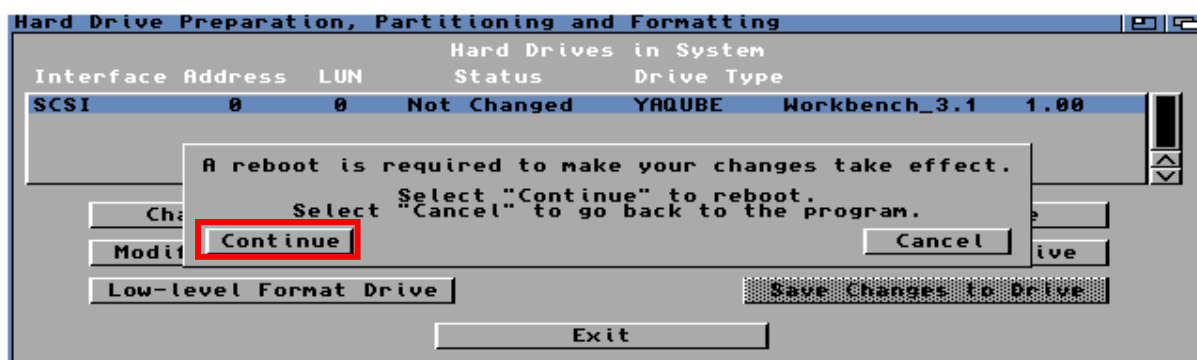 Hard Drive Preparation, Partitioning and Formatting
Hard Drives in System
Interface Address LUN Status Drive Type
SCSI 0 0 Not Changed YAQUBE Workbench_3.1 1.00
A reboot is required to make your changes take effect.
Select "Continue" to reboot.
Select "Cancel" to go back to the program.
Cha
e
Continue
Cancel
Modif
ive
Low-level Format Drive
Save Changes to Drive
Exit